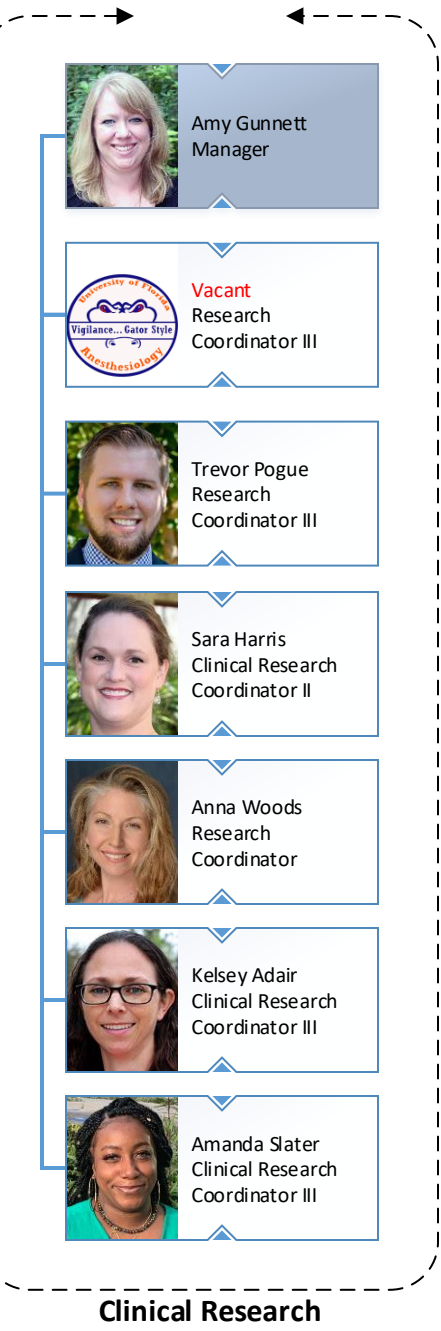 Amy Gunnett
Manager
University of Florida
Vigilance... Gator Style
Anesthesiology
Vacant
Research
Coordinator III
Trevor Pogue
Research
Coordinator III
Sara Harris
Clinical Research
Coordinator II
Anna Woods
Research
Coordinator
Kelsey Adair
Clinical Research
Coordinator III
Amanda Slater
Clinical Research
Coordinator III
Clinical Research